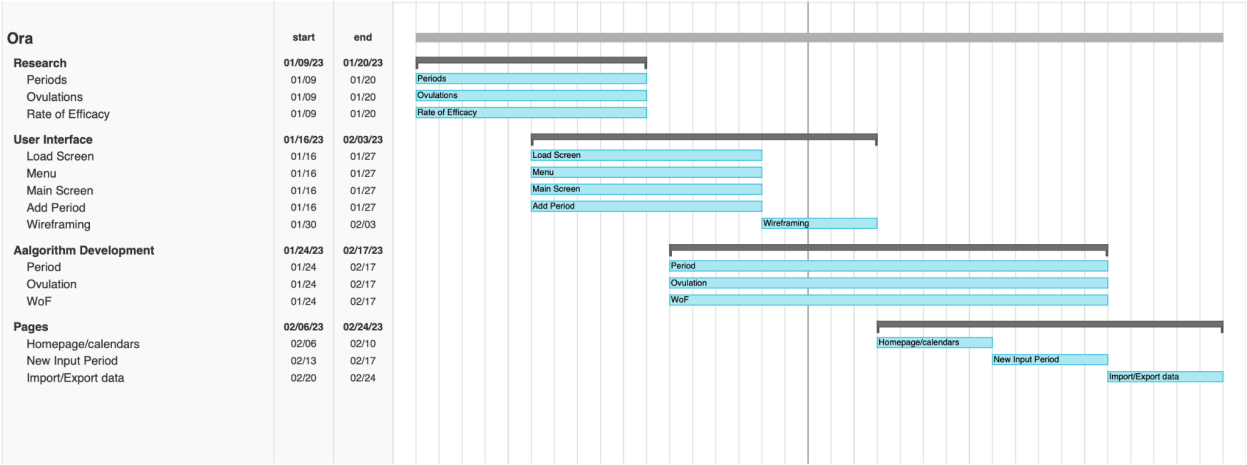 Ora start end
Research 01/09/23 01/20/23
Periods 01/09 01/20 Periods
Ovulations 01/09 01/20 Ovulations
Rate of Efficacy 01/09 01/20 Rate of Efficacy
User Interface 01/16/23 02/03/23
Load Screen 01/16 01/27 Load Screen
Menu 01/16 01/27 Menu
Main Screen 01/16 01/27 Main Screen
Add Period 01/16 01/27 Add Period
Wireframing 01/30 02/03 Wireframing
Aalgorithm Development 01/24/23 02/17/23
Period 01/24 02/17 Period
Ovulation 01/24 02/17 Ovulation
WoF 01/24 02/17 WoF
Pages 02/06/23 02/24/23
Homepage/calendars 02/06 02/10 Homepage/calendars
New Input Period 02/13 02/17 New Input Period
Import/Export data 02/20 02/24 Import/Export data